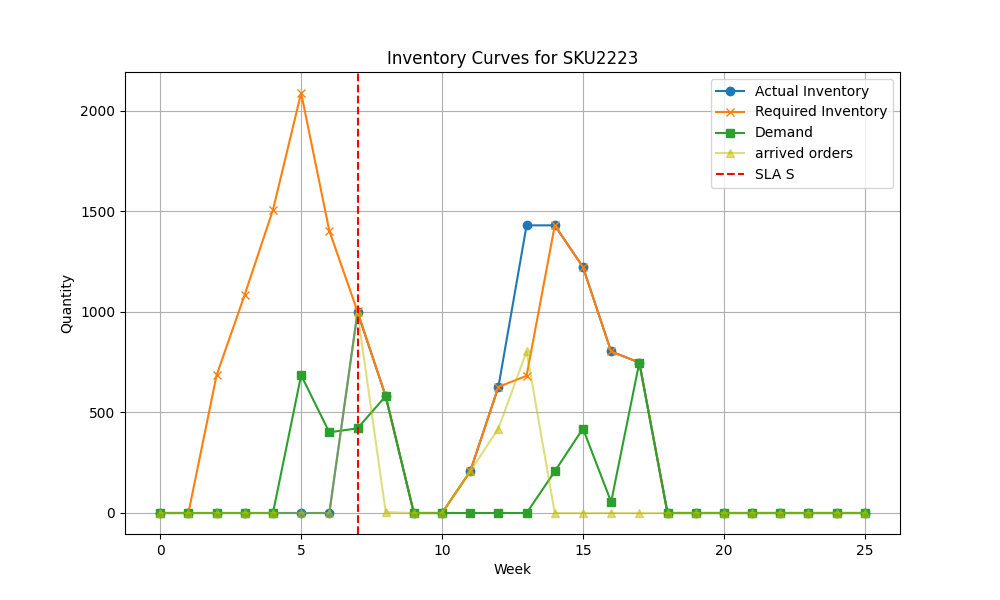 Inventory Curves for SKU2223
Actual Inventory
Required Inventory
Demand
arrived orders
SLA S
Quantity
2000
1500
1000
500
0
0 5 10 15 20 25
Week